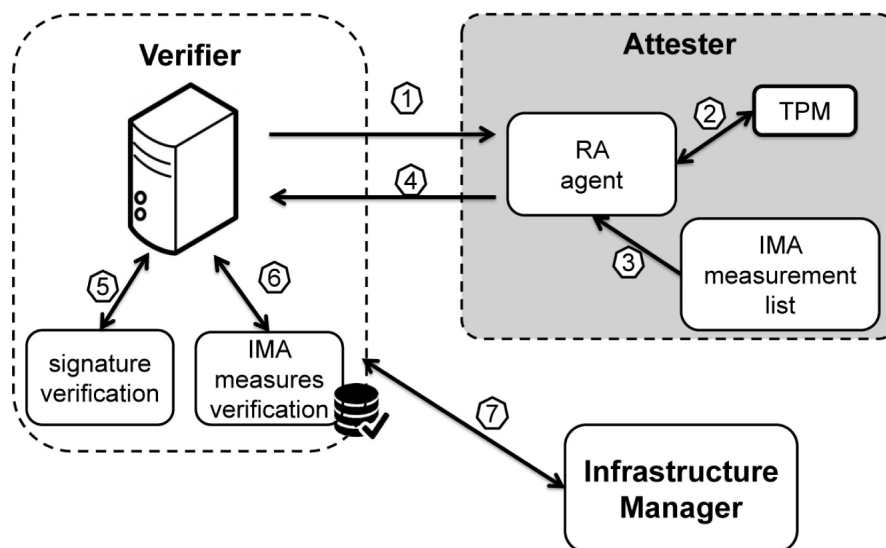 Verifier
Attester
1
2
TPM
RA
agent
4
3
IMA
measurement
list
5
6
signature
verification
IMA
measures
verification
7
Infrastructure
Manager